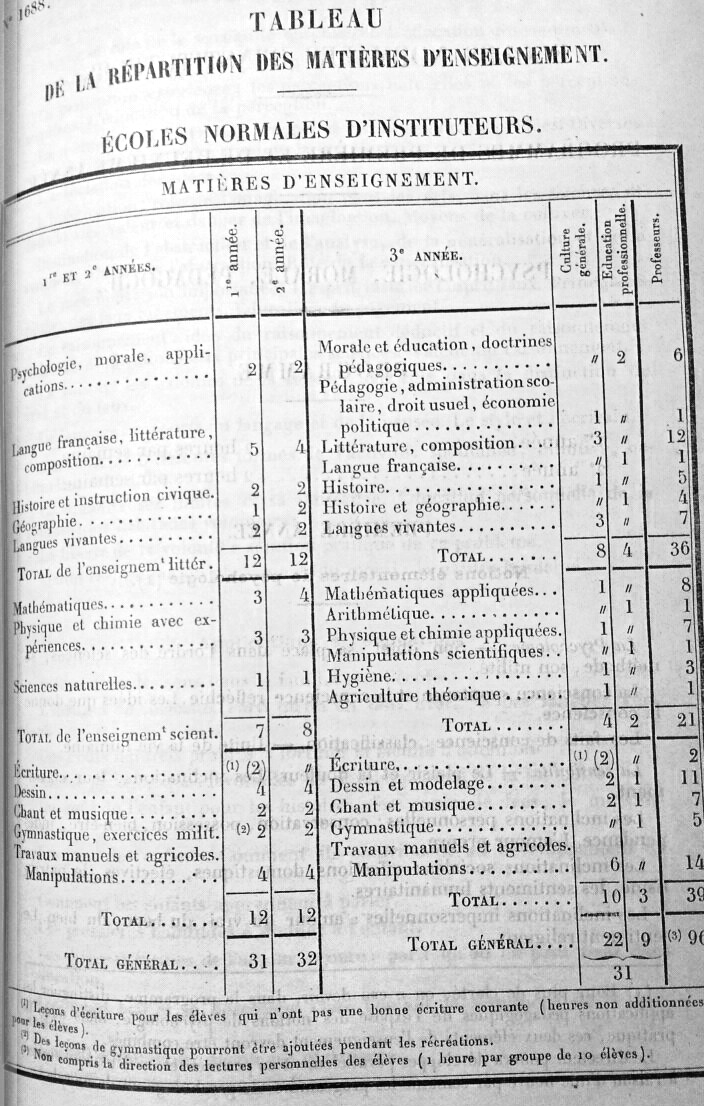 N° 1688.
TABLEAU
DE LA RÉPARTITION DES MATIÈRES D'ENSEIGNEMENT.
ÉCOLES NORMALES D'INSTITUTEURS.
MATIÈRES D'ENSEIGNEMENT.
1re ET 2e ANNÉES. 1re année. 2e année. 3e ANNÉE. Culture générale. Education professionnelle. Professeurs.
Psychologie, morale, appli- Morale et éducation, doctrines
cations. 2 2 pédagogiques. " 2 6
Pédagogie, administration sco-
laire, droit usuel, économie
politique 1 " 1
Langue française, littérature, Littérature, composition. 3 " 12
composition. 5 4 Langue française. " 1 1
Histoire et instruction civique. 2 2 Histoire. 1 " 5
Géographie. 1 2 Histoire et géographie. " 1 4
Langues vivantes. 2 2 Langues vivantes 3 " 7
TOTAL de l'enseignemt littér. 12 12 TOTAL. 8 4 36
Mathématiques. 3 4 Mathématiques appliquées. 1 " 8
Arithmétique. " 1 1
Physique et chimie avec ex- Physique et chimie appliquées. 1 " 7
périences. 3 3 Manipulations scientifiques. " 1 1
Sciences naturelles. 1 1 Hygiène. 1 " 3
Agriculture théorique 1 " 1
TOTAL de l'enseignemt scient. 7 8 TOTAL. 4 2 21
Écriture. (1) (2) " Écriture. (1) (2) " 2
Dessin. 4 4 Dessin et modelage. 2 1 11
Chant et musique. 2 2 Chant et musique. 2 1 7
Gymnastique, exercices milit. (2) 2 2 Gymnastique. " 1 5
Travaux manuels et agricoles. Travaux manuels et agricoles.
Manipulations. 4 4 Manipulations. 6 " 14
TOTAL. 12 12 TOTAL. 10 3 39
TOTAL GÉNÉRAL. 31 32 TOTAL GÉNÉRAL. 22 9 (3) 96
31
(1) Leçons d'écriture pour les élèves qui n'ont pas une bonne écriture courante (heures non additionnées
pour les élèves).
(2) Des leçons de gymnastique pourront être ajoutées pendant les récréations.
(3) Non compris la direction des lectures personnelles des élèves (1 heure par groupe de 10 élèves).